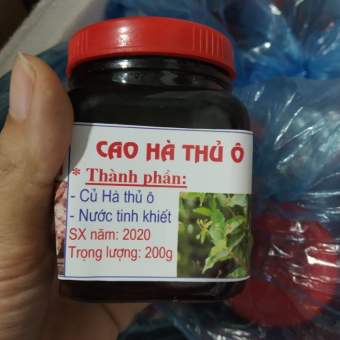 CAO HÀ THỦ Ô
* Thành phần:
- Củ Hà thủ ô
- Nước tinh khiết
SX năm: 2020
Trọng lượng: 200g